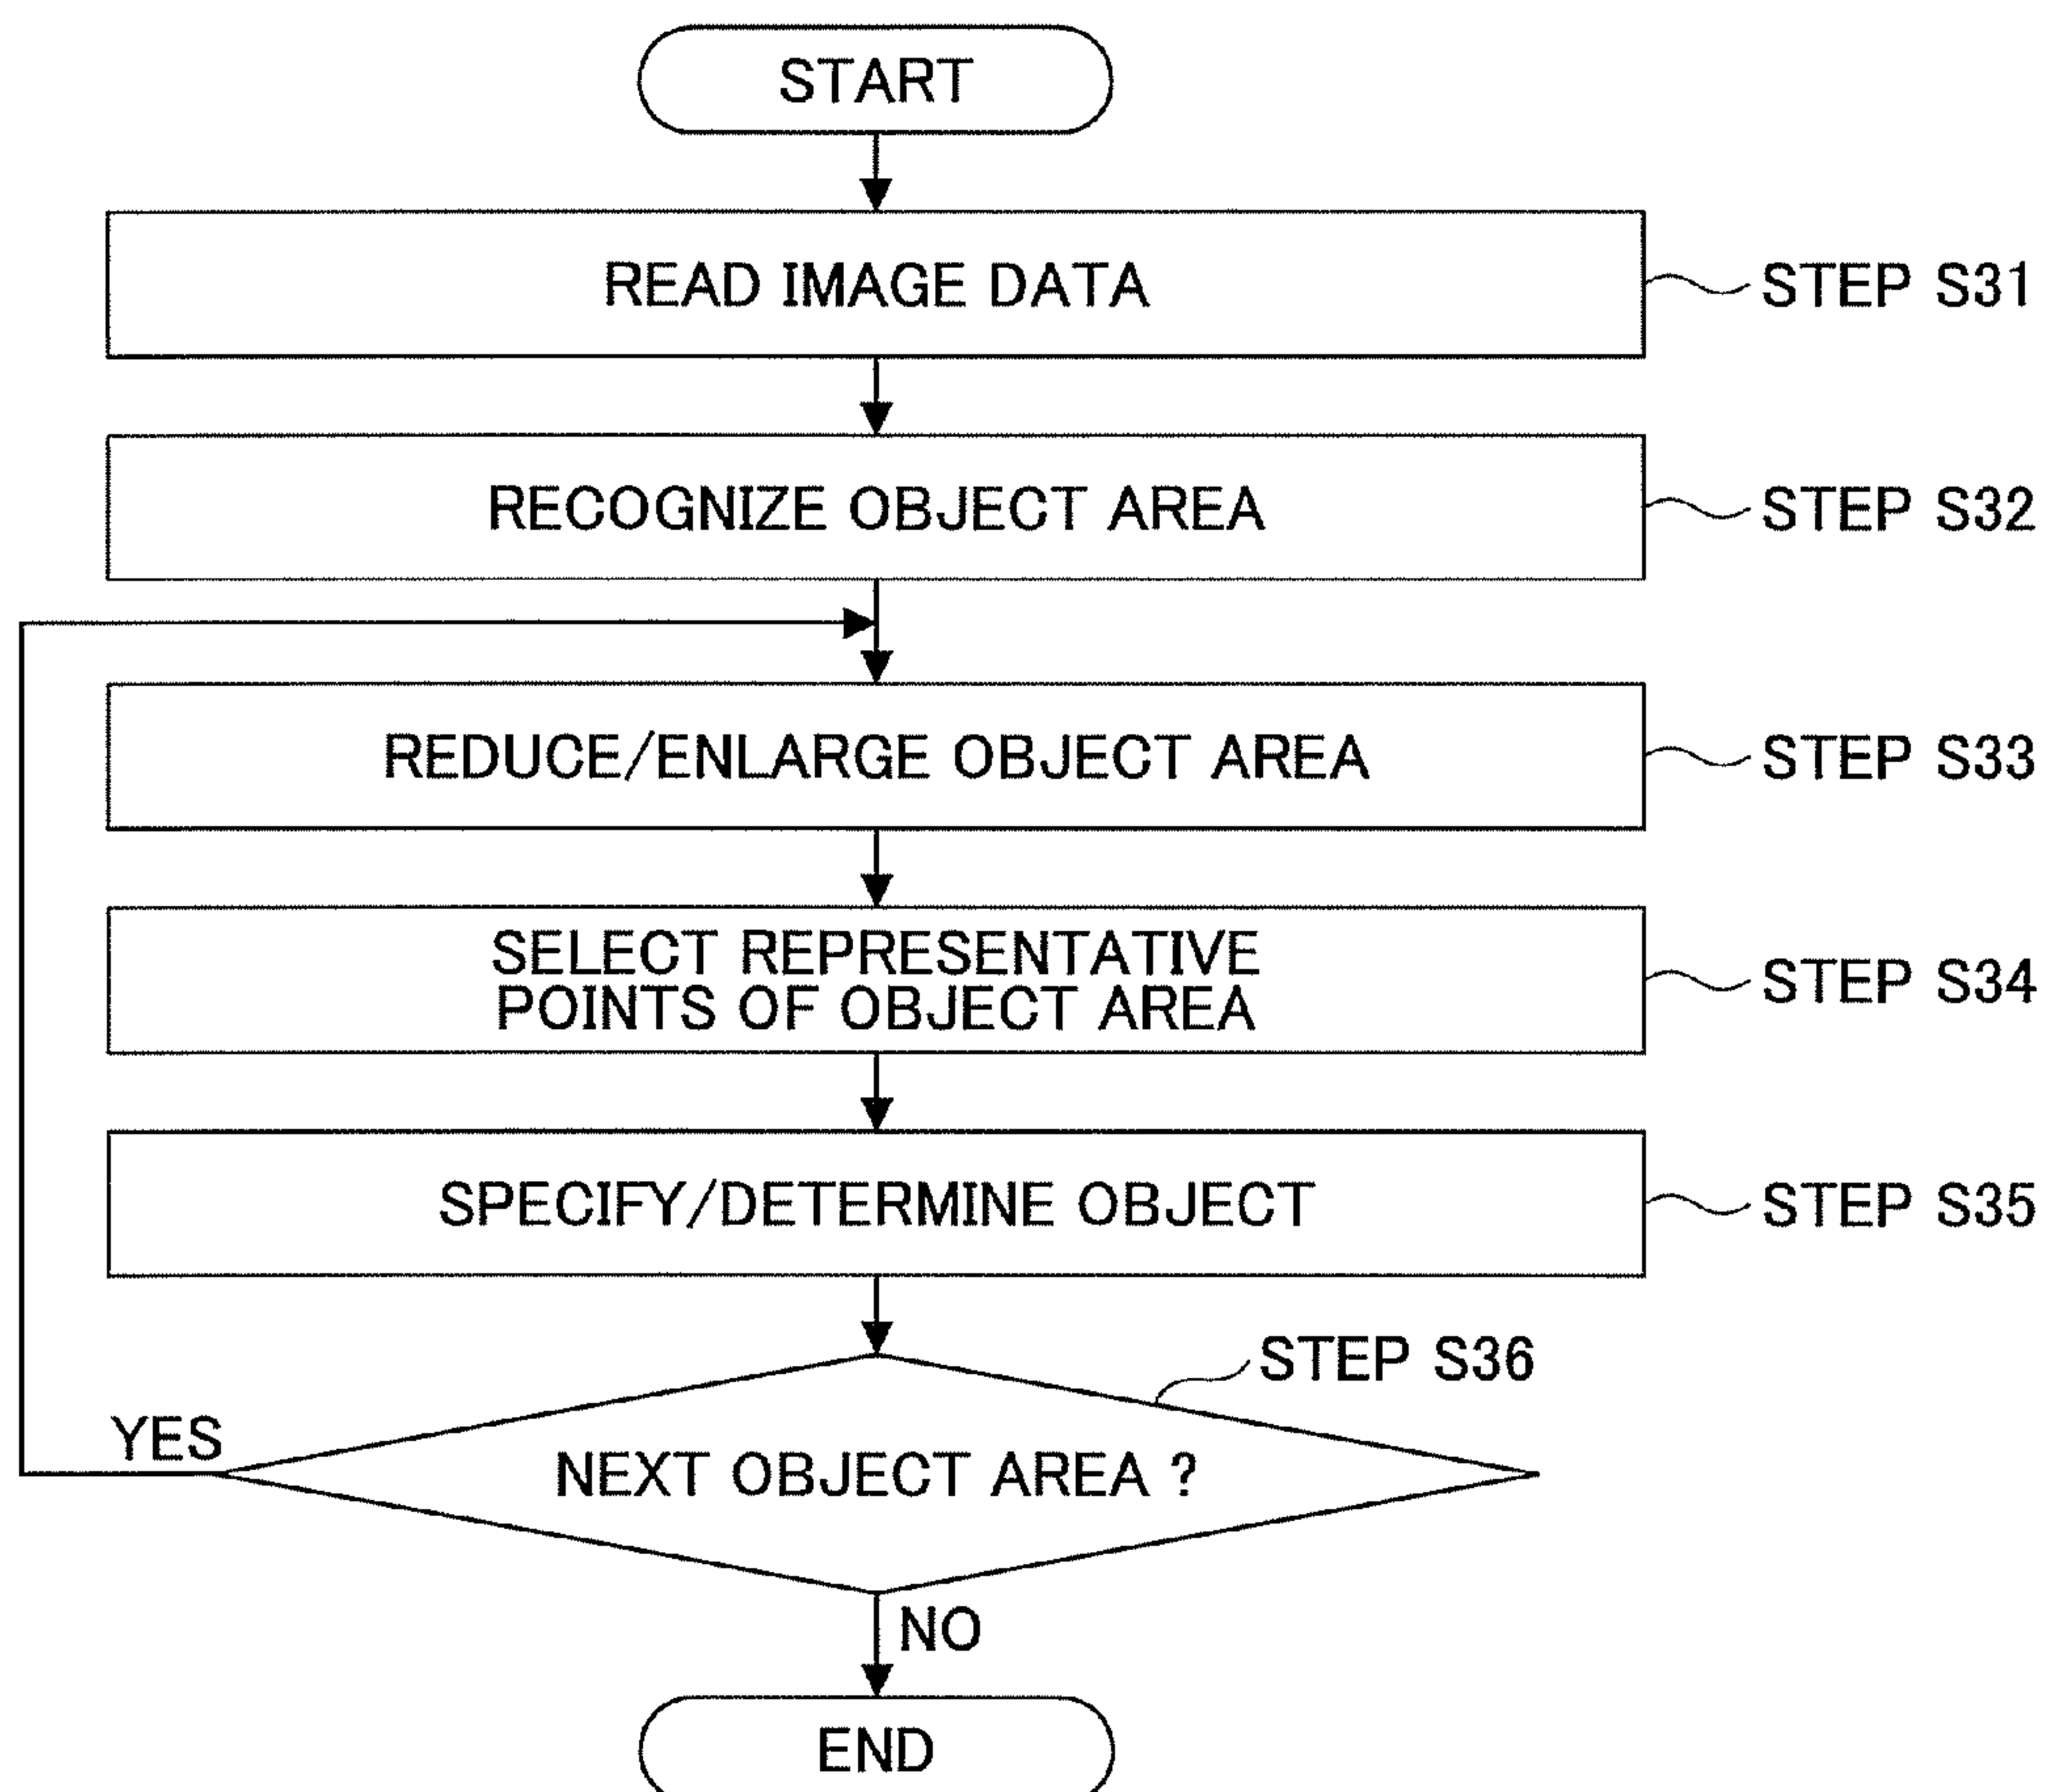 START
READ IMAGE DATA
STEP S31
RECOGNIZE OBJECT AREA
STEP S32
REDUCE/ENLARGE OBJECT AREA
STEP S33
SELECT REPRESENTATIVE
POINTS OF OBJECT AREA
STEP S34
SPECIFY/DETERMINE OBJECT
STEP S35
STEP S36
YES
NEXT OBJECT AREA ?
NO
END